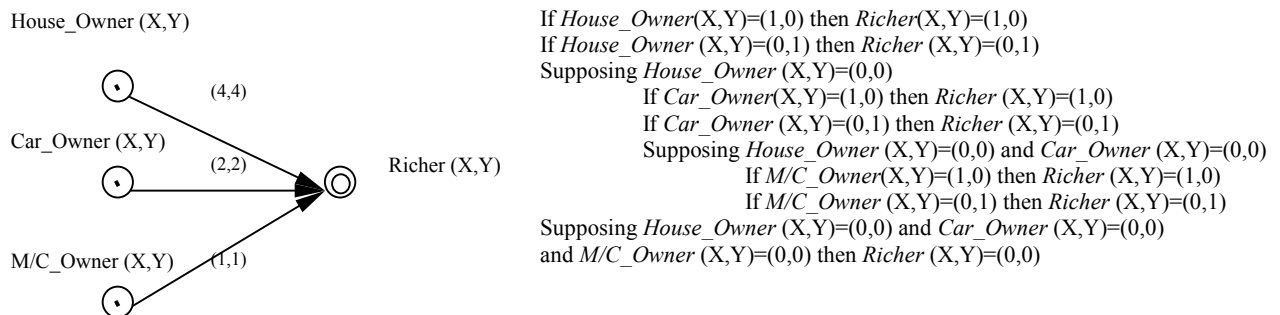 House_Owner (X,Y)
(4,4)
Car_Owner (X,Y)
(2,2)
Richer (X,Y)
M/C_Owner (X,Y)
(1,1)
If House_Owner(X,Y)=(1,0) then Richer(X,Y)=(1,0)
If House_Owner (X,Y)=(0,1) then Richer (X,Y)=(0,1)
Supposing House_Owner (X,Y)=(0,0)
If Car_Owner(X,Y)=(1,0) then Richer (X,Y)=(1,0)
If Car_Owner (X,Y)=(0,1) then Richer (X,Y)=(0,1)
Supposing House_Owner (X,Y)=(0,0) and Car_Owner (X,Y)=(0,0)
If M/C_Owner(X,Y)=(1,0) then Richer (X,Y)=(1,0)
If M/C_Owner (X,Y)=(0,1) then Richer (X,Y)=(0,1)
Supposing House_Owner (X,Y)=(0,0) and Car_Owner (X,Y)=(0,0)
and M/C_Owner (X,Y)=(0,0) then Richer (X,Y)=(0,0)